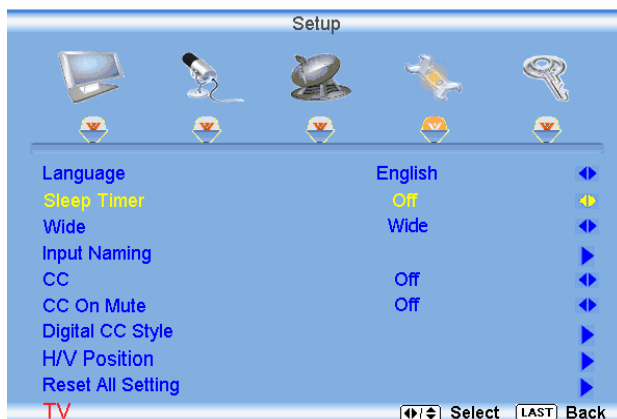 Setup
Language English
Sleep Timer Off
Wide Wide
Input Naming
CC Off
CC On Mute Off
Digital CC Style
H/V Position
Reset All Setting
TV Select LAST Back